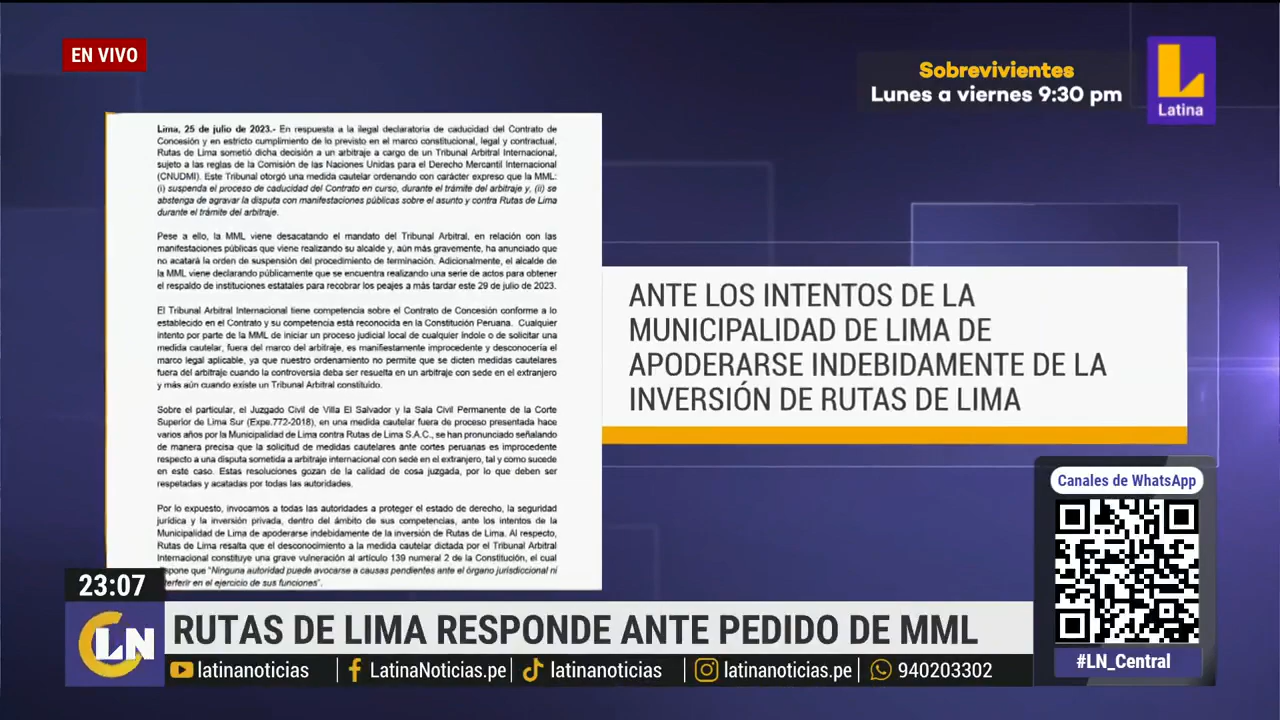 EN VIVO
Sobrevivientes
Lunes a viernes 9:30 pm
Latina
Lima, 25 de julio de 2023.- En respuesta a la ilegal declaratoria de caducidad del Contrato de
Concesión y en estricto cumplimiento de lo previsto en el marco constitucional, legal y contractual,
Rutas de Lima sometió dicha decisión a un arbitraje a cargo de un Tribunal Arbitral Internacional,
sujeto a las reglas de la Comisión de las Naciones Unidas para el Derecho Mercantil Internacional
(CNUDMI). Este Tribunal otorgó una medida cautelar ordenando con carácter expreso que la MML:
(i) suspenda el proceso de caducidad del Contrato en curso, durante el trámite del arbitraje y, (ii) se
abstenga de agravar la disputa con manifestaciones públicas sobre el asunto y contra Rutas de Lima
durante el trámite del arbitraje.
Pese a ello, la MML viene desacatando el mandato del Tribunal Arbitral, en relación con las
manifestaciones públicas que viene realizando su alcalde y, aún más gravemente, ha anunciado que
no acatará la orden de suspensión del procedimiento de terminación. Adicionalmente, el alcalde de
la MML viene declarando públicamente que se encuentra realizando una serie de actos para obtener
el respaldo de instituciones estatales para recobrar los peajes a más tardar este 29 de julio de 2023.
El Tribunal Arbitral Internacional tiene competencia sobre el Contrato de Concesión conforme a lo
establecido en el Contrato y su competencia está reconocida en la Constitución Peruana. Cualquier
intento por parte de la MML de iniciar un proceso judicial local de cualquier índole o de solicitar una
medida cautelar, fuera del marco del arbitraje, es manifiestamente improcedente y desconocería el
marco legal aplicable, ya que nuestro ordenamiento no permite que se dicten medidas cautelares
fuera del arbitraje cuando la controversia deba ser resuelta en un arbitraje con sede en el extranjero
y más aún cuando existe un Tribunal Arbitral constituido.
Sobre el particular, el Juzgado Civil de Villa El Salvador y la Sala Civil Permanente de la Corte
Superior de Lima Sur (Expe.772-2018), en una medida cautelar fuera de proceso presentada hace
varios años por la Municipalidad de Lima contra Rutas de Lima S.A.C., se han pronunciado señalando
de manera precisa que la solicitud de medidas cautelares ante cortes peruanas es improcedente
respecto a una disputa sometida a arbitraje internacional con sede en el extranjero, tal y como sucede
en este caso. Estas resoluciones gozan de la calidad de cosa juzgada, por lo que deben ser
respetadas y acatadas por todas las autoridades.
Por lo expuesto, invocamos a todas las autoridades a proteger el estado de derecho, la seguridad
jurídica y la inversión privada, dentro del ámbito de sus competencias, ante los intentos de la
Municipalidad de Lima de apoderarse indebidamente de la inversión de Rutas de Lima. Al respecto,
Rutas de Lima resalta que el desconocimiento a la medida cautelar dictada por el Tribunal Arbitral
Internacional constituye una grave vulneración al artículo 139 numeral 2 de la Constitución, el cual
pone que "Ninguna autoridad puede avocarse a causas pendientes ante el órgano jurisdiccional ni
terferir en el ejercicio de sus funciones".
ANTE LOS INTENTOS DE LA
MUNICIPALIDAD DE LIMA DE
APODERARSE INDEBIDAMENTE DE LA
INVERSIÓN DE RUTAS DE LIMA
Canales de WhatsApp
#LN_Central
23:07
LN
RUTAS DE LIMA RESPONDE ANTE PEDIDO DE MML
latinanoticias
LatinaNoticias.pe
latinanoticias
latinanoticias.pe
940203302